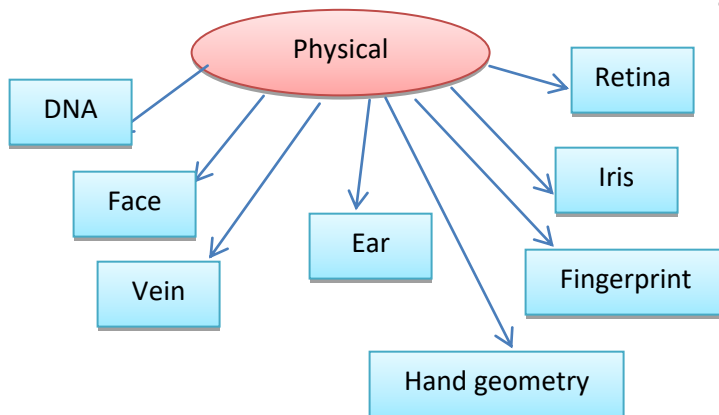 Physical
Retina
DNA
Iris
Face
Ear
Fingerprint
Vein
Hand geometry